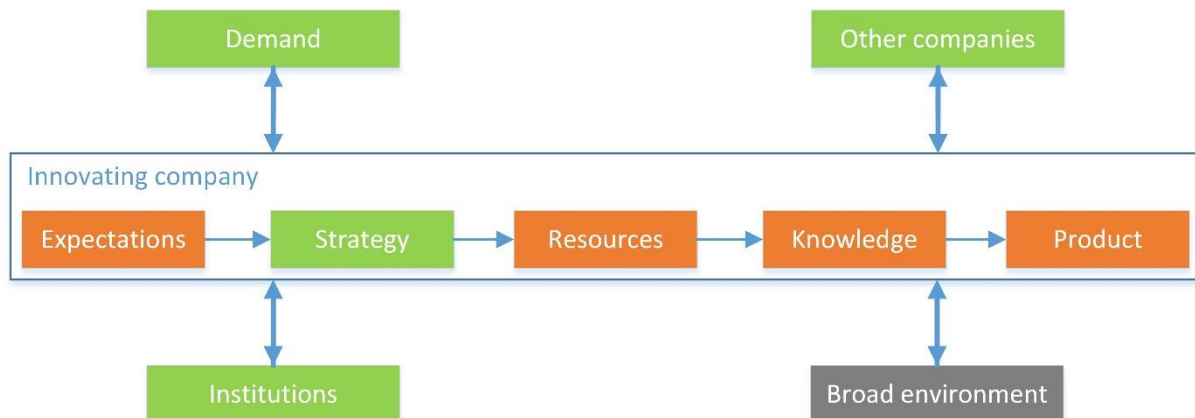 Demand
Other companies
Innovating company
Expectations
Strategy
Resources
Knowledge
Product
Institutions
Broad environment